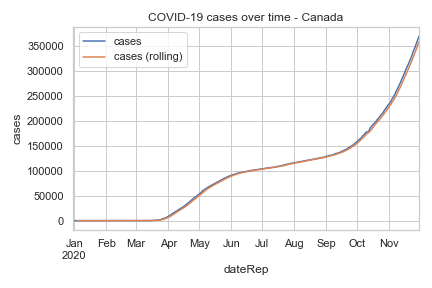 COVID-19 cases over time - Canada
cases
cases (rolling)
350000
300000
250000
200000
150000
100000
50000
0
cases
Jan Feb Mar Apr May Jun Jul Aug Sep Oct Nov
2020
dateRep